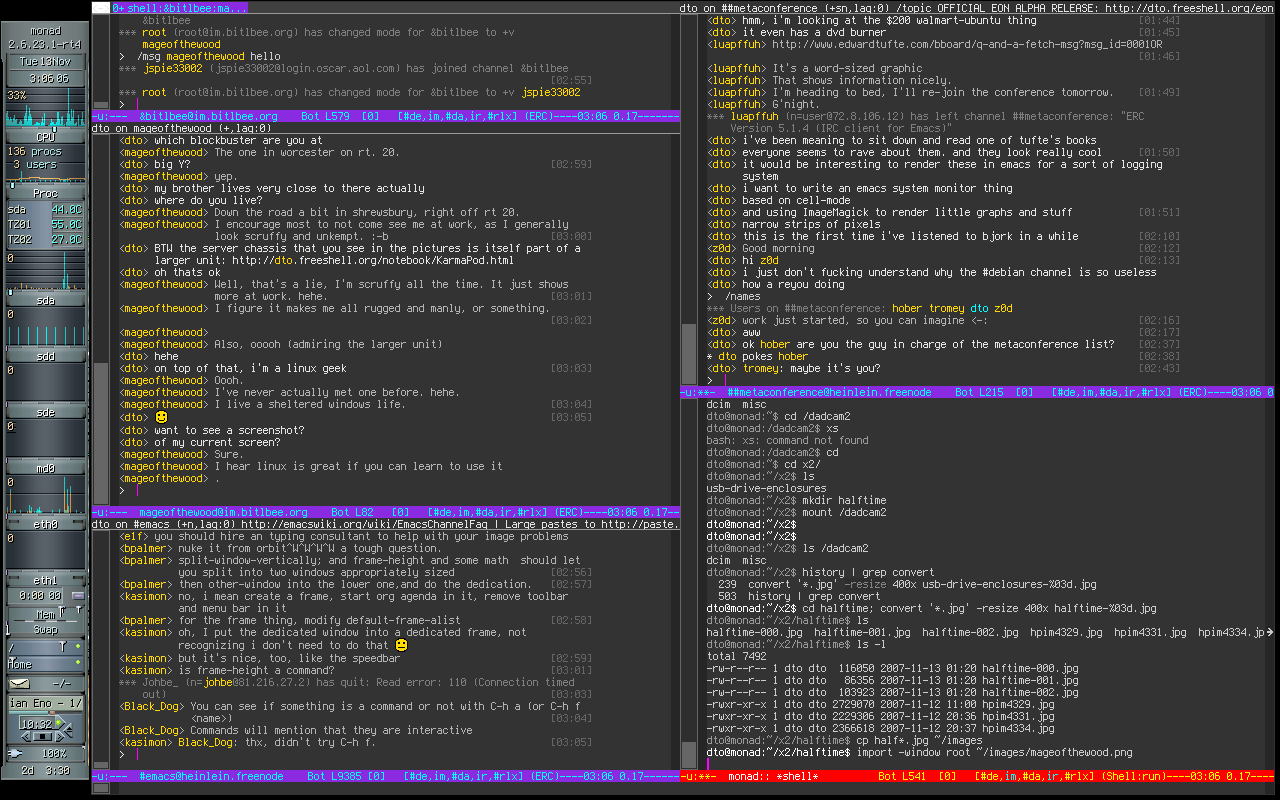 monad
2.6.23.1-rt4
Tue13Nov
3:06 06
33%
CPU
136 procs
3 users
Proc
sda 44.0C
TZ01 55.0C
TZ02 27.0C
0
sda
0
sdd
0
sde
0
md0
0
eth0
0
eth1
0:00 00
Mem
Swap
/
Home
-/-
ian Eno - 1/
10:32
100%
2d 3:30
0+ shell:&bitlbee:ma...
&bitlbee
*** root (root@im.bitlbee.org) has changed mode for &bitlbee to +v
mageofthewood
> /msg mageofthewood hello
*** jspie33002 (jspie33002@login.oscar.aol.com) has joined channel &bitlbee
[02:55]
*** root (root@im.bitlbee.org) has changed mode for &bitlbee to +v jspie33002
>
-u:--- &bitlbee@im.bitlbee.org Bot L579 [0] [#de,im,#da,ir,#rlx] (ERC)----03:06 0.17-------
dto on mageofthewood (+,lag:0)
<dto> which blockbuster are you at
<mageofthewood> The one in worcester on rt. 20.
<dto> big Y? [02:59]
<mageofthewood> yep.
<dto> my brother lives very close to there actually
<dto> where do you live?
<mageofthewood> Down the road a bit in shrewsbury, right off rt 20.
<mageofthewood> I encourage most to not come see me at work, as I generally
look scruffy and unkempt. :-b [03:00]
<dto> BTW the server chassis that you see in the pictures is itself part of a
larger unit: http://dto.freeshell.org/notebook/KarmaPod.html
<dto> oh thats ok
<mageofthewood> Well, that's a lie, I'm scruffy all the time. It just shows
more at work. hehe. [03:01]
<mageofthewood> I figure it makes me all rugged and manly, or something.
[03:02]
<mageofthewood>
<mageofthewood> Also, ooooh (admiring the larger unit)
<dto> hehe
<dto> on top of that, i'm a linux geek [03:03]
<mageofthewood> Oooh.
<mageofthewood> I've never actually met one before. hehe.
<mageofthewood> I live a sheltered windows life. [03:04]
<dto> [03:05]
<dto> want to see a screenshot?
<dto> of my current screen?
<mageofthewood> Sure.
<mageofthewood> I hear linux is great if you can learn to use it
<mageofthewood> .
>
-u:--- mageofthewood@im.bitlbee.org Bot L82 [0] [#de,im,#da,ir,#rlx] (ERC)----03:06 0.17---
dto on #emacs (+n,lag:0) http://emacswiki.org/wiki/EmacsChannelFaq | Large pastes to http://paste.
<elf> you should hire an typing consultant to help with your image problems
<bpalmer> nuke it from orbit^W^W^W^W a tough question.
<bpalmer> split-window-vertically; and frame-height and some math should let
you split into two windows appropriately sized [02:56]
<bpalmer> then other-window into the lower one,and do the dedication. [02:57]
<kasimon> no, i mean create a frame, start org agenda in it, remove toolbar
and menu bar in it
<bpalmer> for the frame thing, modify default-frame-alist [02:58]
<kasimon> oh, I put the dedicated window into a dedicated frame, not
recognizing i don't need to do that
<kasimon> but it's nice, too, like the speedbar [02:59]
<kasimon> is frame-height a command? [03:01]
*** Johbe_ (n=johbe@81.216.27.2) has quit: Read error: 110 (Connection timed
out) [03:03]
<Black_Dog> You can see if something is a command or not with C-h a (or C-h f
<name>) [03:04]
<Black_Dog> Commands will mention that they are interactive
<kasimon> Black_Dog: thx, didn't try C-h f. [03:05]
>
-u:--- #emacs@heinlein.freenode Bot L9385 [0] [#de,im,#da,ir,#rlx] (ERC)----03:06 0.17-----
dto on ##metaconference (+sn,lag:0) /topic OFFICIAL EON ALPHA RELEASE: http://dto.freeshell.org/eon
<dto> hmm, i'm looking at the $200 walmart-ubuntu thing [01:44]
<dto> it even has a dvd burner [01:45]
<luapffuh> http://www.edwardtufte.com/bboard/q-and-a-fetch-msg?msg_id=0001OR
[01:46]
<luapffuh> It's a word-sized graphic
<luapffuh> That shows information nicely.
<luapffuh> I'm heading to bed, I'll re-join the conference tomorrow. [01:49]
<luapffuh> G'night.
*** luapffuh (n=user@72.8.106.12) has left channel ##metaconference: "ERC
Version 5.1.4 (IRC client for Emacs)"
<dto> i've been meaning to sit down and read one of tufte's books
<dto> everyone seems to rave about them. and they look really cool [01:50]
<dto> it would be interesting to render these in emacs for a sort of logging
system
<dto> i want to write an emacs system monitor thing
<dto> based on cell-mode
<dto> and using ImageMagick to render little graphs and stuff [01:51]
<dto> narrow strips of pixels
<dto> this is the first time i've listened to bjork in a while [02:10]
<z0d> Good morning [02:12]
<dto> hi z0d [02:13]
<dto> i just don't fucking understand why the #debian channel is so useless
<dto> how a reyou doing
> /names
*** Users on ##metaconference: hober tromey dto z0d
<z0d> work just started, so you can imagine <-: [02:16]
<dto> aww [02:17]
<dto> ok hober are you the guy in charge of the metaconference list? [02:37]
* dto pokes hober [02:38]
<dto> tromey: maybe it's you? [02:43]
>
-u:**- ##metaconference@heinlein.freenode Bot L215 [0] [#de,im,#da,ir,#rlx] (ERC)----03:06 0
dcim misc
dto@monad:~$ cd /dadcam2
dto@monad:/dadcam2$ xs
bash: xs: command not found
dto@monad:/dadcam2$ cd
dto@monad:~$ cd x2/
dto@monad:~/x2$ ls
usb-drive-enclosures
dto@monad:~/x2$ mkdir halftime
dto@monad:~/x2$ mount /dadcam2
dto@monad:~/x2$
dto@monad:~/x2$
dto@monad:~/x2$ ls /dadcam2
dcim misc
dto@monad:~/x2$ history | grep convert
239 convert '*.jpg' -resize 400x usb-drive-enclosures-%03d.jpg
503 history | grep convert
dto@monad:~/x2$ cd halftime; convert '*.jpg' -resize 400x halftime-%03d.jpg
dto@monad:~/x2/halftime$ ls
halftime-000.jpg halftime-001.jpg halftime-002.jpg hpim4329.jpg hpim4331.jpg hpim4334.jp
dto@monad:~/x2/halftime$ ls -l
total 7492
-rw-r--r-- 1 dto dto 116050 2007-11-13 01:20 halftime-000.jpg
-rw-r--r-- 1 dto dto 86356 2007-11-13 01:20 halftime-001.jpg
-rw-r--r-- 1 dto dto 103923 2007-11-13 01:20 halftime-002.jpg
-rwxr-xr-x 1 dto dto 2729070 2007-11-12 11:00 hpim4329.jpg
-rwxr-xr-x 1 dto dto 2229306 2007-11-12 20:36 hpim4331.jpg
-rwxr-xr-x 1 dto dto 2366618 2007-11-12 20:37 hpim4334.jpg
dto@monad:~/x2/halftime$ cp half*.jpg ~/images
dto@monad:~/x2/halftime$ import -window root ~/images/mageofthewood.png
-u:**- monad:: *shell* Bot L541 [0] [#de,im,#da,ir,#rlx] (Shell:run)----03:06 0.17----